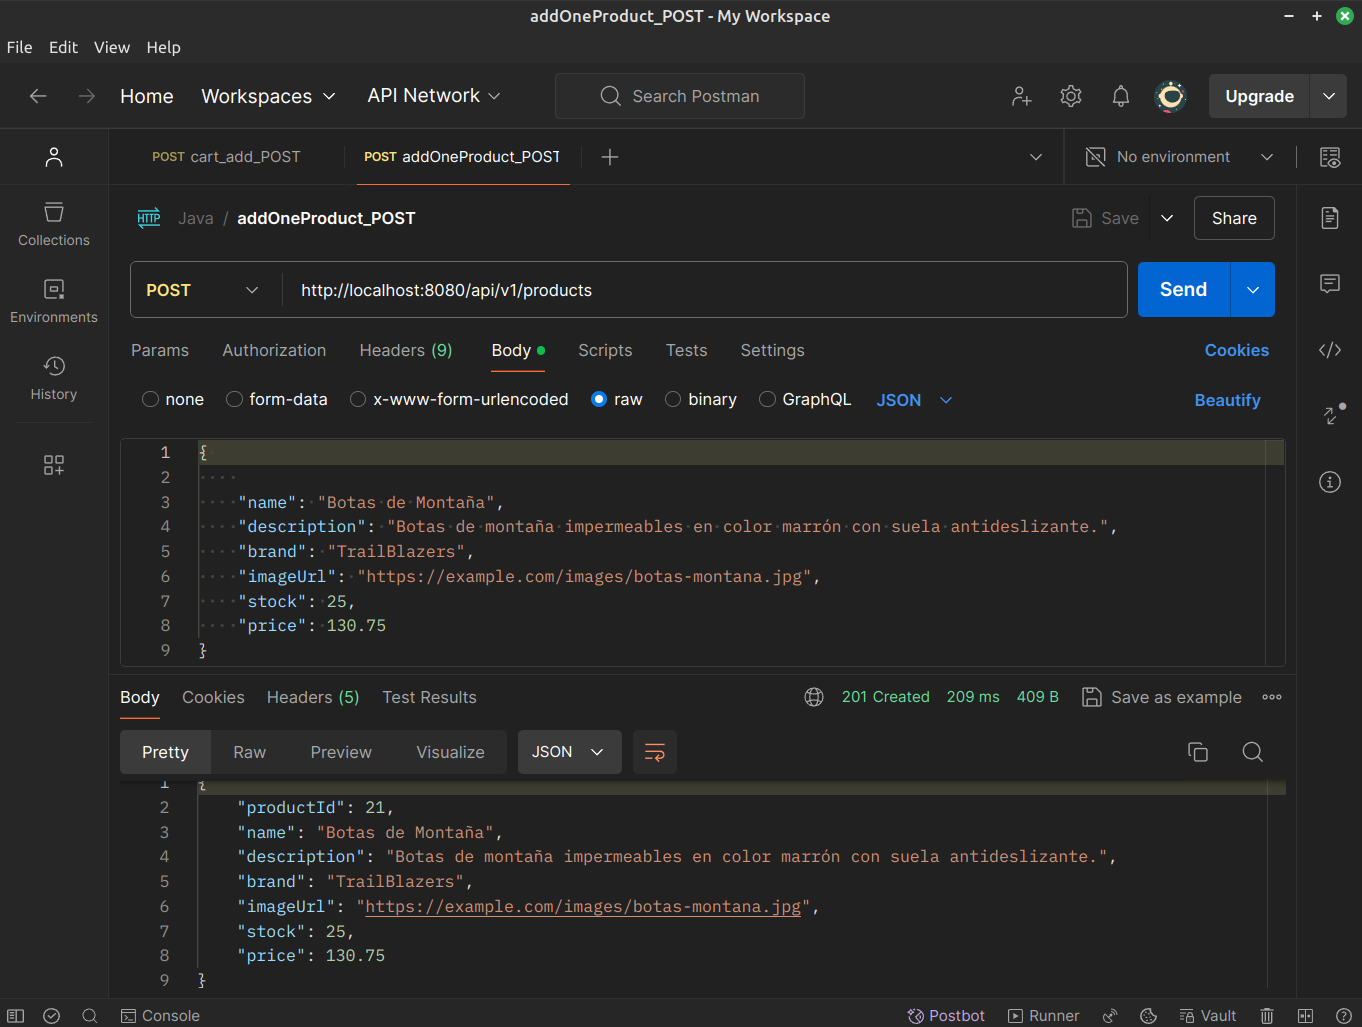 addOneProduct_POST - My Workspace
File Edit View Help
Home Workspaces API Network Search Postman Upgrade
POST cart_add_POST POST addOneProduct_POST No environment
HTTP Java / addOneProduct_POST Save Share
Collections
Environments
History
POST http://localhost:8080/api/v1/products Send
Params Authorization Headers (9) Body Scripts Tests Settings Cookies
none form-data x-www-form-urlencoded raw binary GraphQL JSON Beautify
1 {
2
3 "name": "Botas de Montaña",
4 "description": "Botas de montaña impermeables en color marrón con suela antideslizante.",
5 "brand": "TrailBlazers",
6 "imageUrl": "https://example.com/images/botas-montana.jpg",
7 "stock": 25,
8 "price": 130.75
9 }
Body Cookies Headers (5) Test Results 201 Created 209 ms 409 B Save as example
Pretty Raw Preview Visualize JSON
1 {
2 "productId": 21,
3 "name": "Botas de Montaña",
4 "description": "Botas de montaña impermeables en color marrón con suela antideslizante.",
5 "brand": "TrailBlazers",
6 "imageUrl": "https://example.com/images/botas-montana.jpg",
7 "stock": 25,
8 "price": 130.75
9 }
Console Postbot Runner Vault